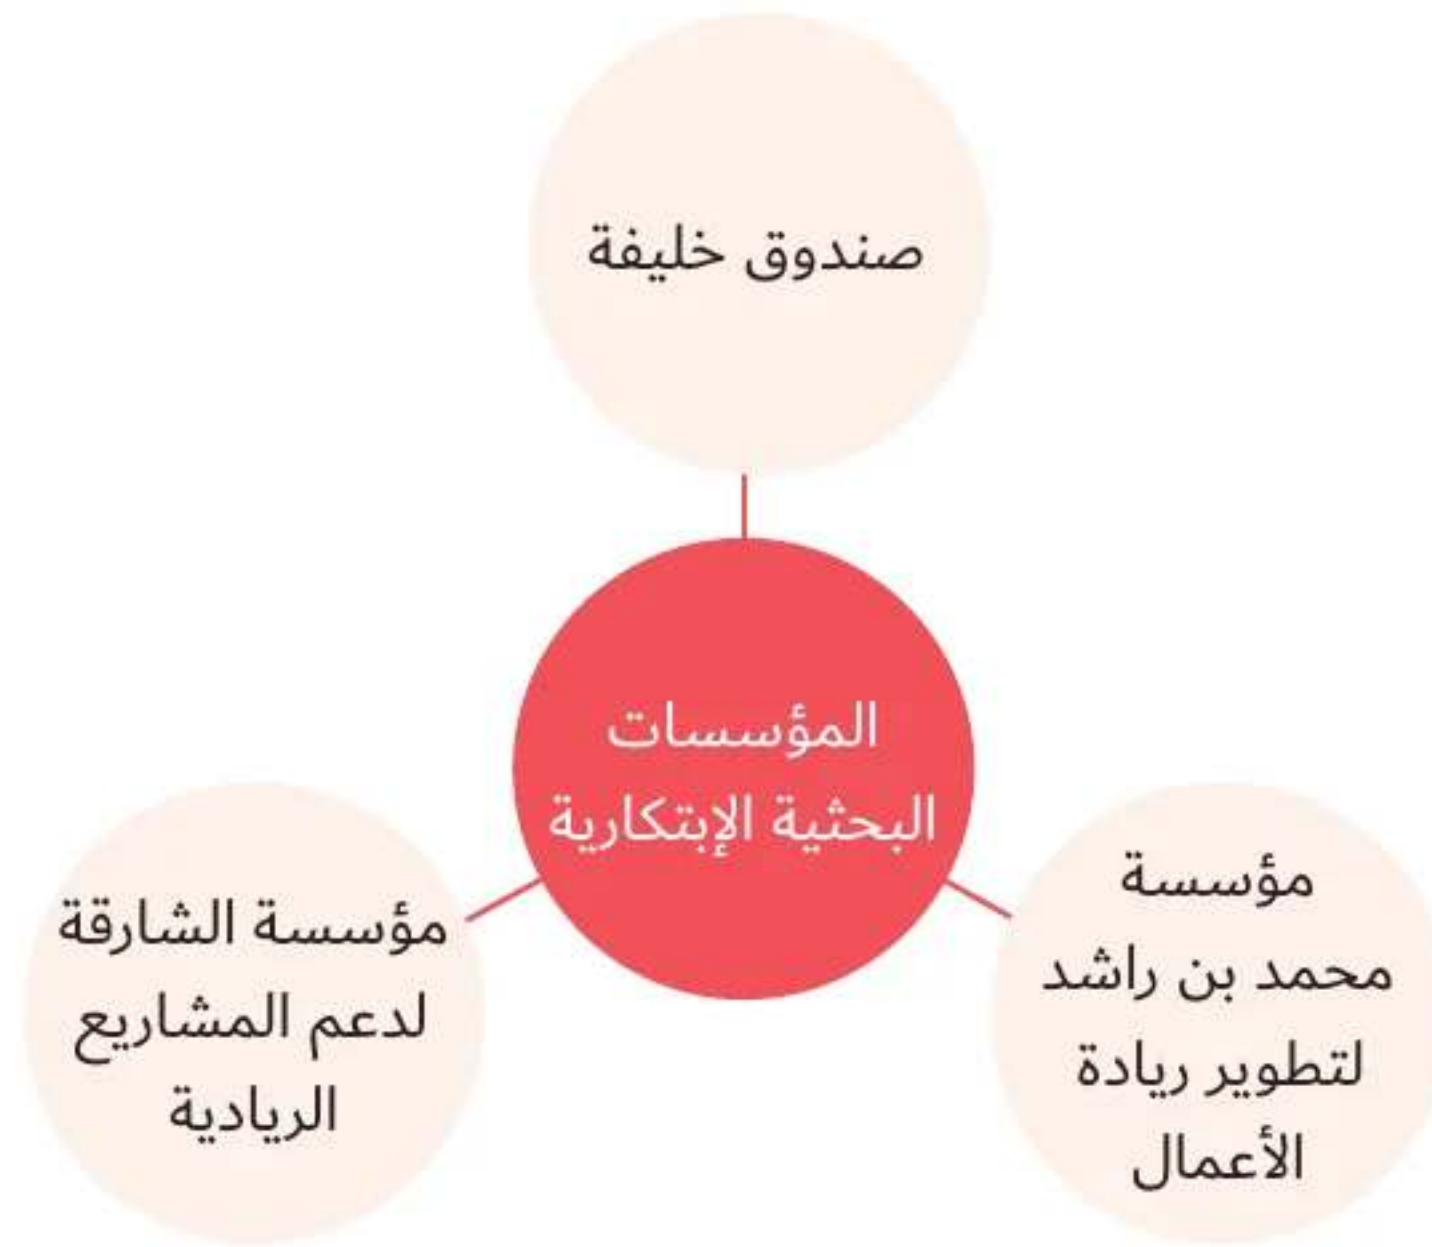 صندوق خليفة
المؤسسات
البحثية الإبتكارية
مؤسسة
محمد بن راشد
لتطوير ريادة
الأعمال
مؤسسة الشارقة
لدعم المشاريع
الريادية